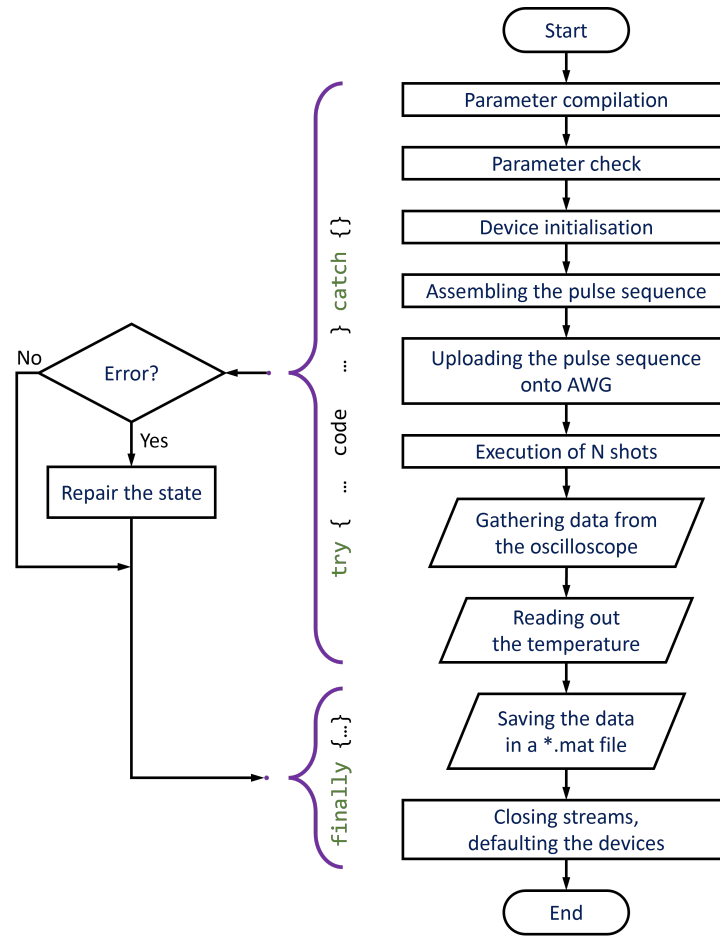 Start
Parameter compilation
Parameter check
Device initialisation
Assembling the pulse sequence
Uploading the pulse sequence
onto AWG
Execution of N shots
Gathering data from
the oscilloscope
Reading out
the temperature
Saving the data
in a *.mat file
Closing streams,
defaulting the devices
End
try { … code … } catch {}
finally {…}
Error?
No
Yes
Repair the state